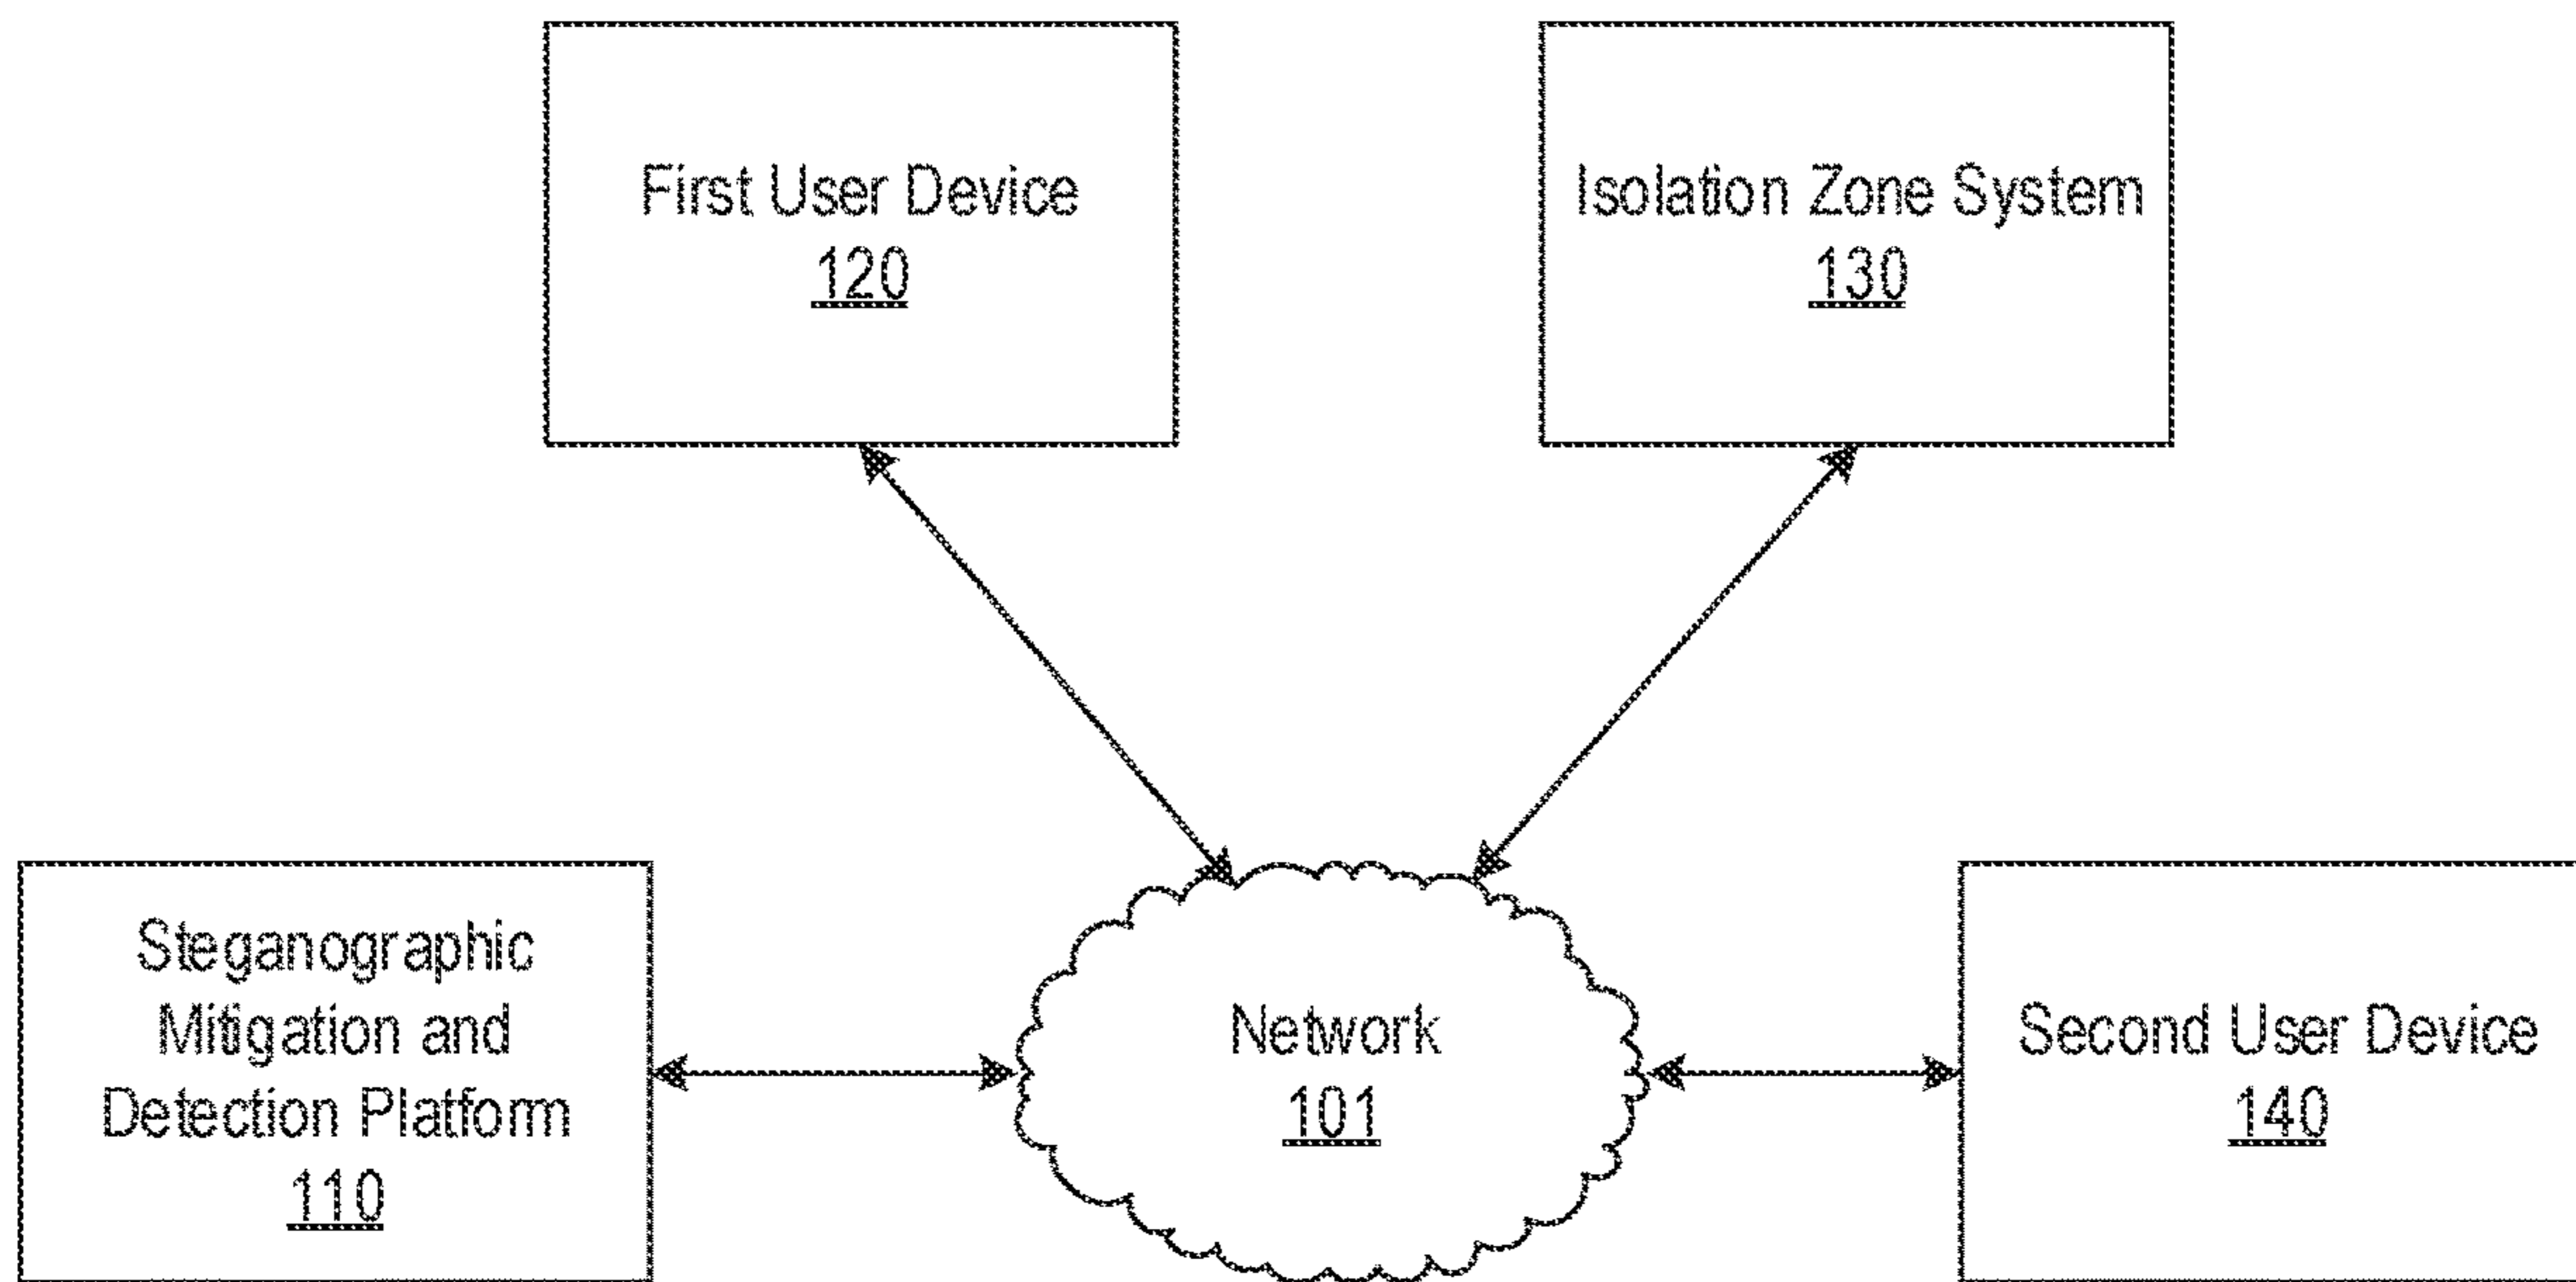 First User Device
120
Isolation Zone System
130
Steganographic
Mitigation and
Detection Platform
110
Network
101
Second User Device
140